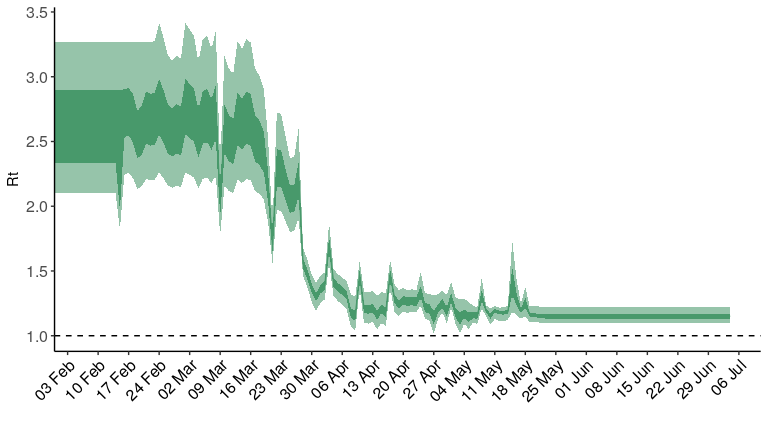 3.5
3.0
2.5
2.0
1.5
1.0
Rt
03 Feb
10 Feb
17 Feb
24 Feb
02 Mar
09 Mar
16 Mar
23 Mar
30 Mar
06 Apr
13 Apr
20 Apr
27 Apr
04 May
11 May
18 May
25 May
01 Jun
08 Jun
15 Jun
22 Jun
29 Jun
06 Jul